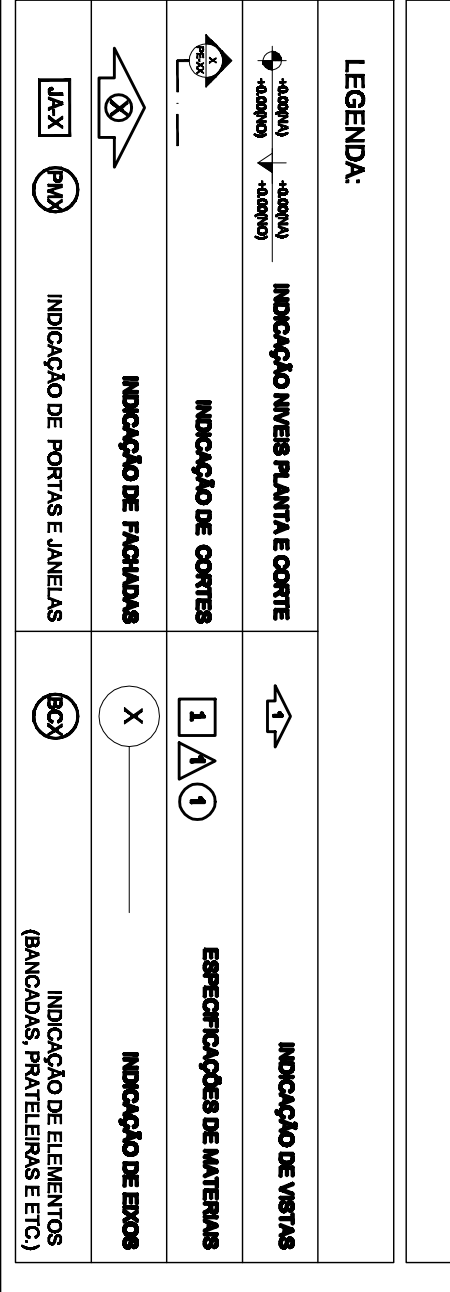 LEGENDA:
+0.00(NA) +0.00(NA)
+0.00(NO) +0.00(NO)
INDICAÇÃO NIVEIS PLANTA E CORTE
1
INDICAÇÃO DE VISTAS
X
PE-XX
INDICAÇÃO DE CORTES
1 1 1
ESPECIFICAÇÕES DE MATERIAIS
X
INDICAÇÃO DE FACHADAS
X
INDICAÇÃO DE EIXOS
JA-X PMX
INDICAÇÃO DE PORTAS E JANELAS
BCX
INDICAÇÃO DE ELEMENTOS
(BANCADAS, PRATELEIRAS E ETC.)